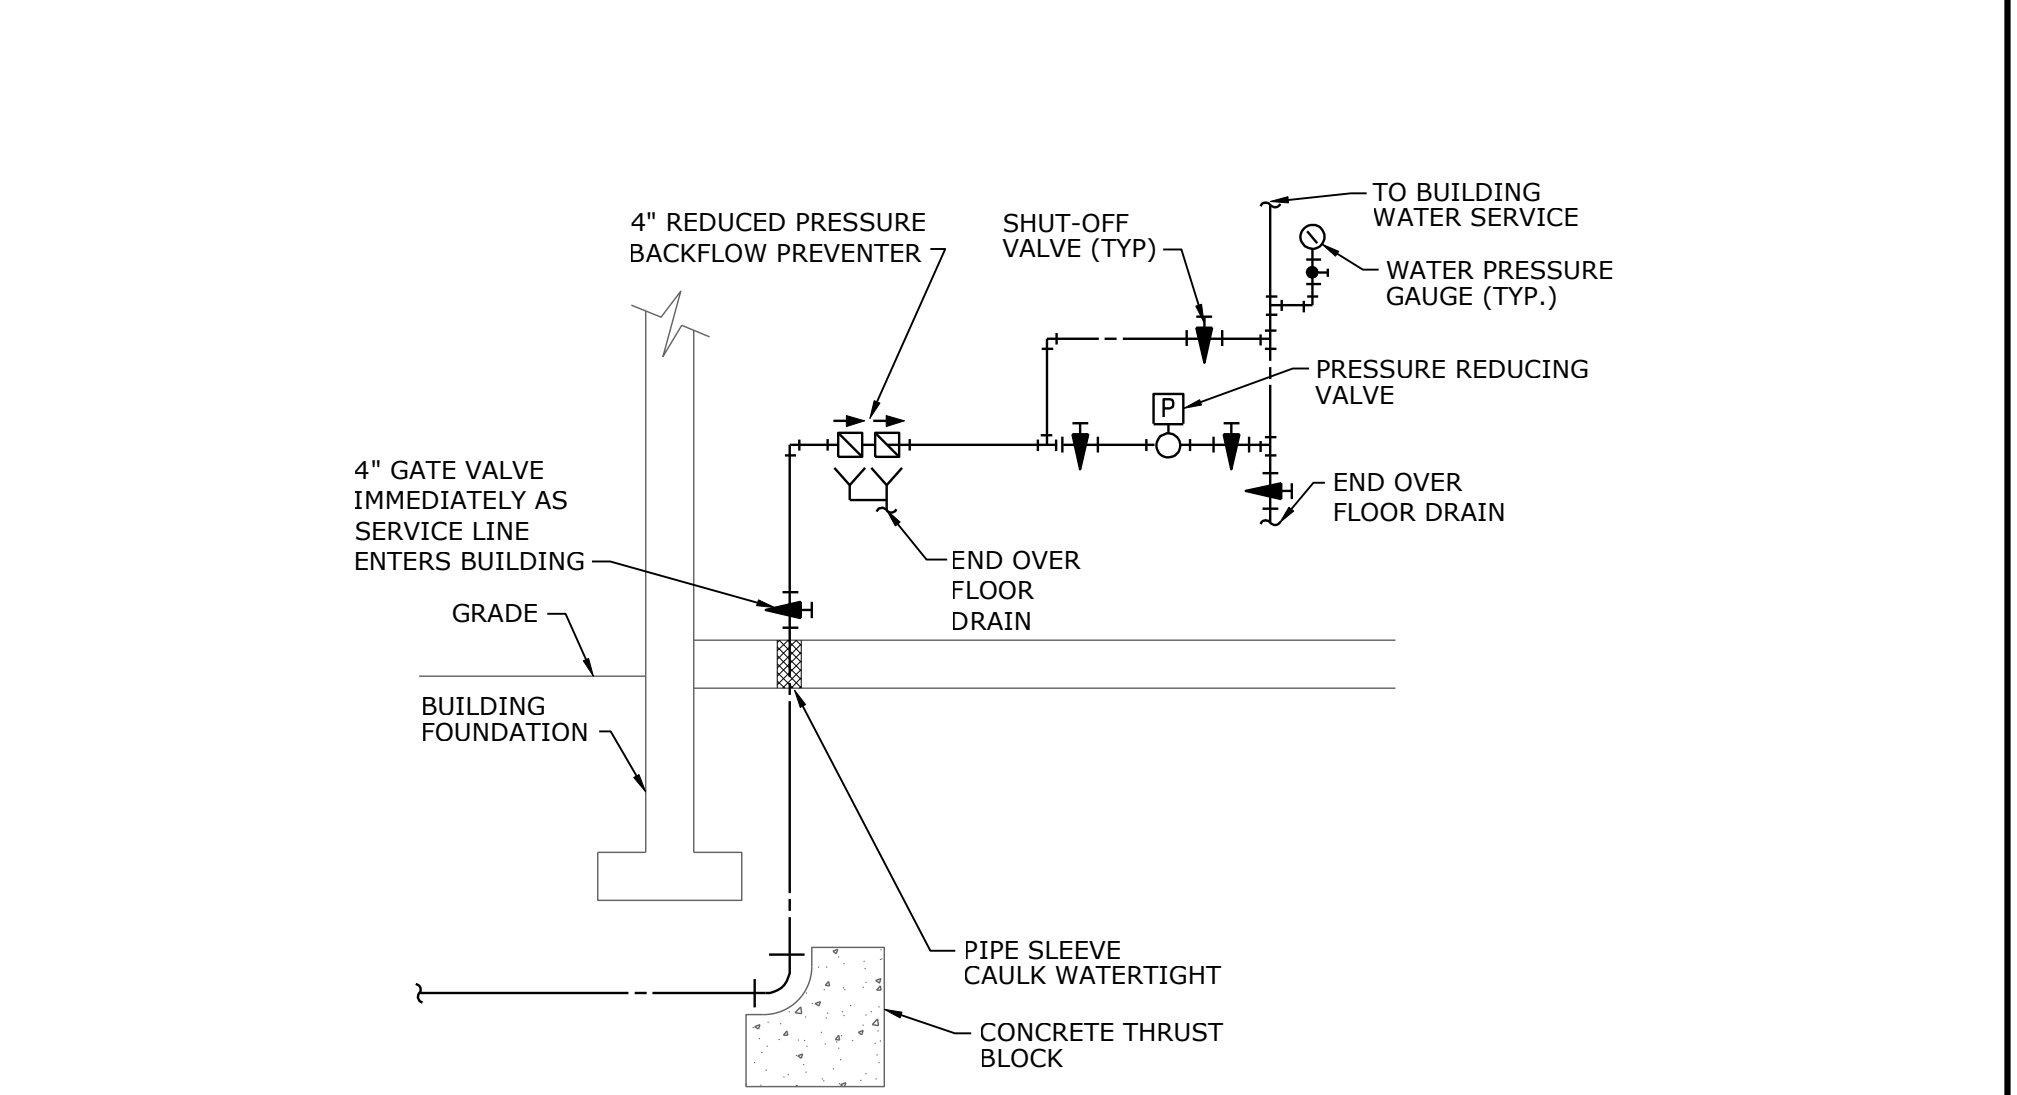 TO BUILDING
WATER SERVICE
4" REDUCED PRESSURE
BACKFLOW PREVENTER
SHUT-OFF
VALVE (TYP)
WATER PRESSURE
GAUGE (TYP.)
PRESSURE REDUCING
VALVE
P
4" GATE VALVE
IMMEDIATELY AS
SERVICE LINE
ENTERS BUILDING
END OVER
FLOOR DRAIN
END OVER
FLOOR
DRAIN
GRADE
BUILDING
FOUNDATION
PIPE SLEEVE
CAULK WATERTIGHT
CONCRETE THRUST
BLOCK